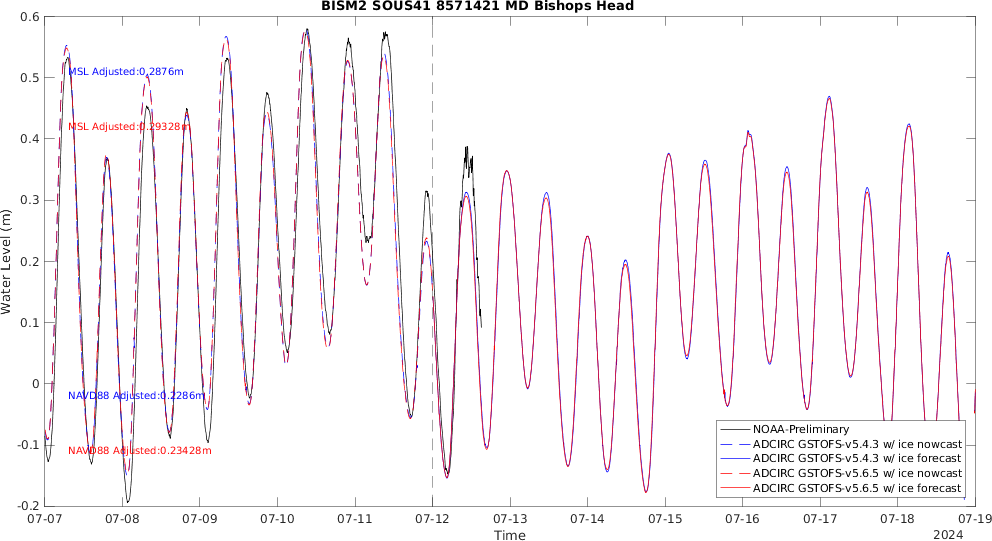 BISM2 SOUS41 8571421 MD Bishops Head
0.6
0.5
0.4
0.3
0.2
0.1
0
-0.1
-0.2
Water Level (m)
MSL Adjusted:0.2876m
MSL Adjusted:0.29328m
NAVD88 Adjusted:0.2286m
NAVD88 Adjusted:0.23428m
NOAA-Preliminary
ADCIRC GSTOFS-v5.4.3 w/ ice nowcast
ADCIRC GSTOFS-v5.4.3 w/ ice forecast
ADCIRC GSTOFS-v5.6.5 w/ ice nowcast
ADCIRC GSTOFS-v5.6.5 w/ ice forecast
07-07 07-08 07-09 07-10 07-11 07-12 07-13 07-14 07-15 07-16 07-17 07-18 07-19
Time
2024